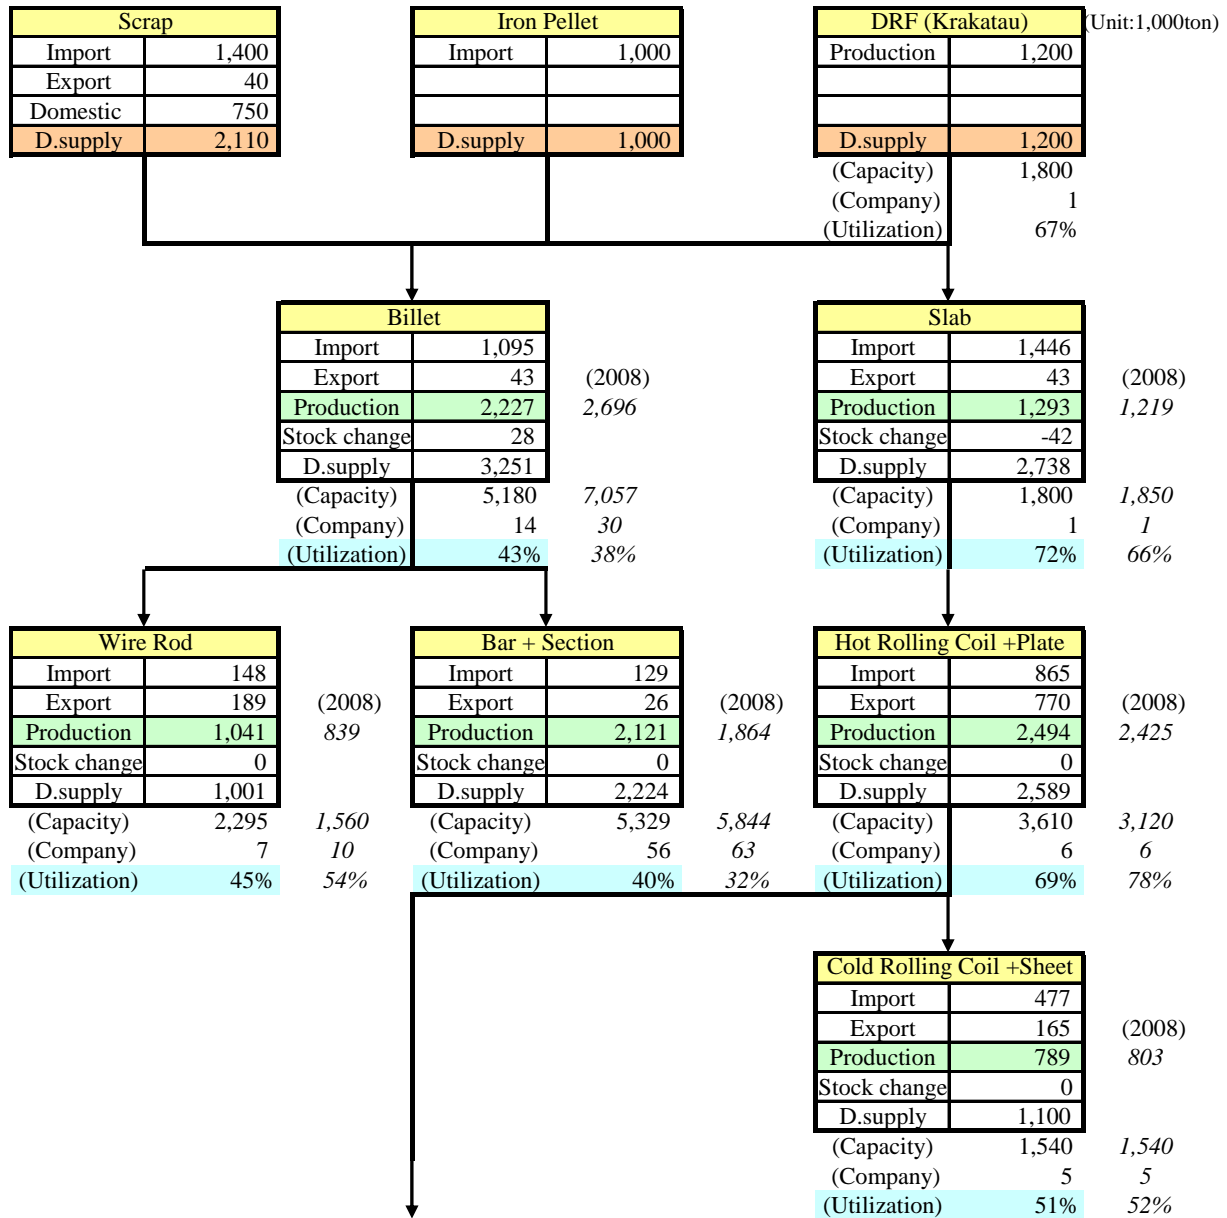 Scrap
Import 1,400
Export 40
Domestic 750
D.supply 2,110
Iron Pellet
Import 1,000
D.supply 1,000
DRF (Krakatau) (Unit:1,000ton)
Production 1,200
D.supply 1,200
(Capacity) 1,800
(Company) 1
(Utilization) 67%
Billet
Import 1,095
Export 43 (2008)
Production 2,227 2,696
Stock change 28
D.supply 3,251
(Capacity) 5,180 7,057
(Company) 14 30
(Utilization) 43% 38%
Slab
Import 1,446
Export 43 (2008)
Production 1,293 1,219
Stock change -42
D.supply 2,738
(Capacity) 1,800 1,850
(Company) 1 1
(Utilization) 72% 66%
Wire Rod
Import 148
Export 189 (2008)
Production 1,041 839
Stock change 0
D.supply 1,001
(Capacity) 2,295 1,560
(Company) 7 10
(Utilization) 45% 54%
Bar + Section
Import 129
Export 26 (2008)
Production 2,121 1,864
Stock change 0
D.supply 2,224
(Capacity) 5,329 5,844
(Company) 56 63
(Utilization) 40% 32%
Hot Rolling Coil +Plate
Import 865
Export 770 (2008)
Production 2,494 2,425
Stock change 0
D.supply 2,589
(Capacity) 3,610 3,120
(Company) 6 6
(Utilization) 69% 78%
Cold Rolling Coil +Sheet
Import 477
Export 165 (2008)
Production 789 803
Stock change 0
D.supply 1,100
(Capacity) 1,540 1,540
(Company) 5 5
(Utilization) 51% 52%